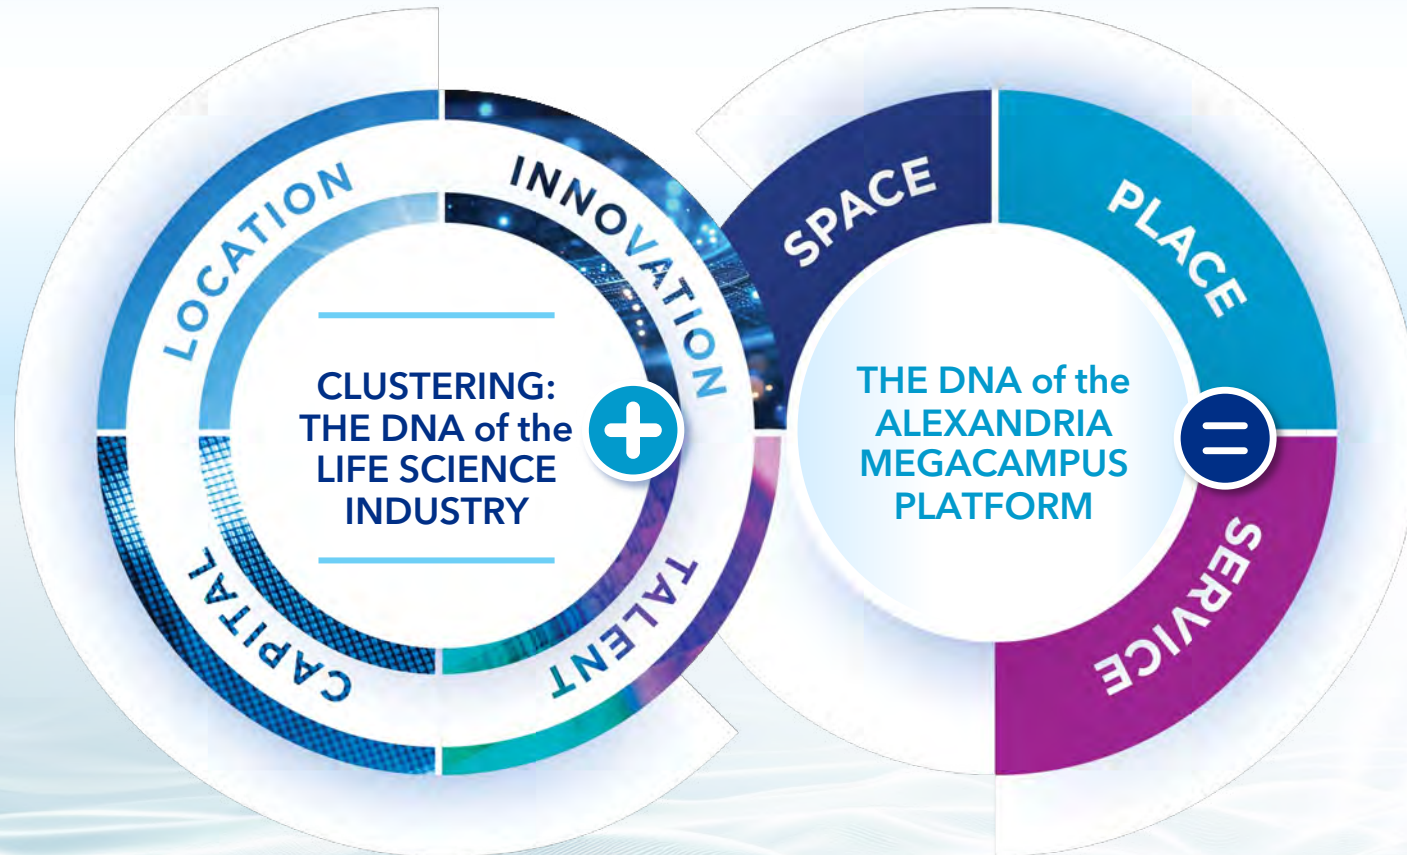 LOCATION
INNOVATION
CAPITAL
TALENT
CLUSTERING:
THE DNA of the
LIFE SCIENCE
INDUSTRY
+
SPACE
PLACE
SERVICE
THE DNA of the
ALEXANDRIA
MEGACAMPUS
PLATFORM
=